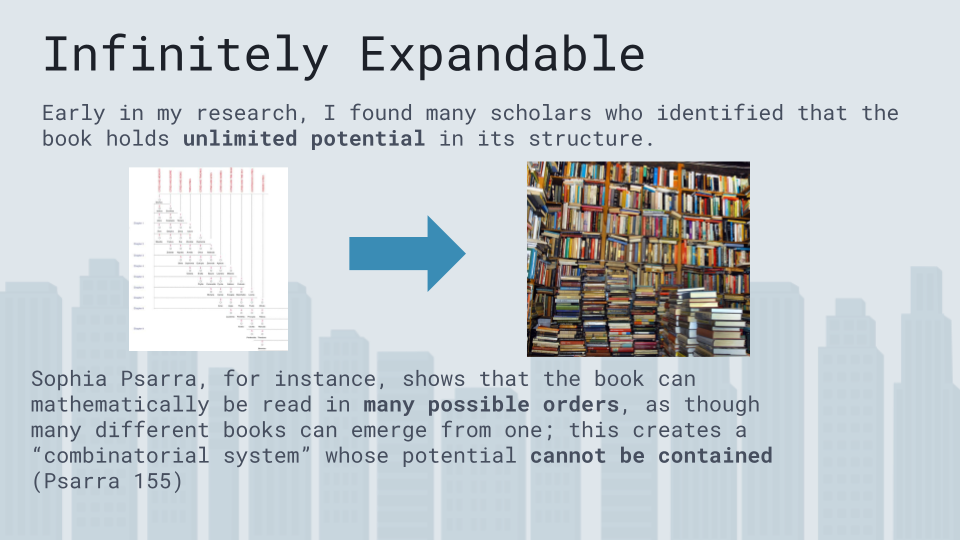 Infinitely Expandable
Early in my research, I found many scholars who identified that the
book holds unlimited potential in its structure.
Sophia Psarra, for instance, shows that the book can
mathematically be read in many possible orders, as though
many different books can emerge from one; this creates a
“combinatorial system” whose potential cannot be contained
(Psarra 155)